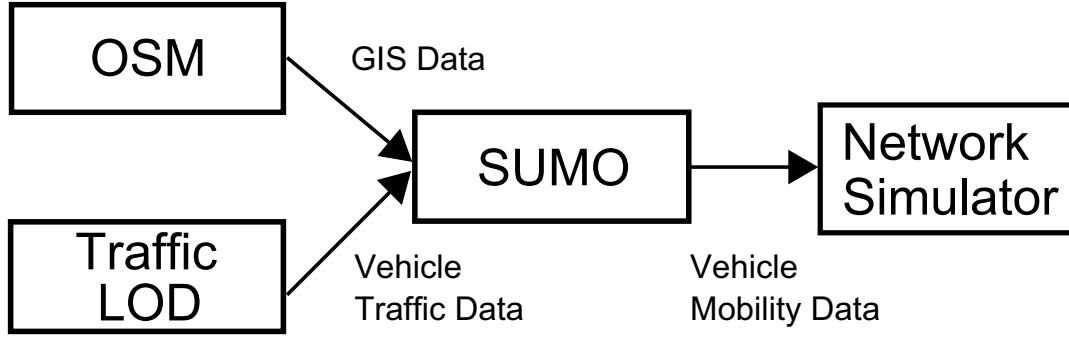 OSM
GIS Data
SUMO
Network
Simulator
Traffic
LOD
Vehicle
Traffic Data
Vehicle
Mobility Data